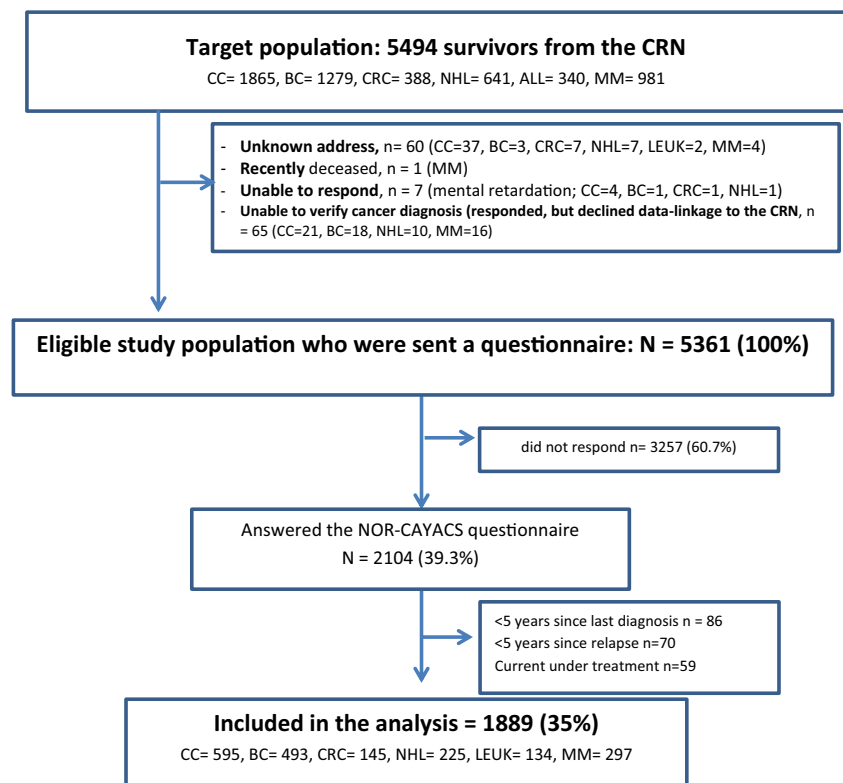 Target population: 5494 survivors from the CRN
CC= 1865, BC= 1279, CRC= 388, NHL= 641, ALL= 340, MM= 981
- Unknown address, n= 60 (CC=37, BC=3, CRC=7, NHL=7, LEUK=2, MM=4)
- Recently deceased, n = 1 (MM)
- Unable to respond, n = 7 (mental retardation; CC=4, BC=1, CRC=1, NHL=1)
- Unable to verify cancer diagnosis (responded, but declined data-linkage to the CRN, n
= 65 (CC=21, BC=18, NHL=10, MM=16)
Eligible study population who were sent a questionnaire: N = 5361 (100%)
did not respond n= 3257 (60.7%)
Answered the NOR-CAYACS questionnaire
N = 2104 (39.3%)
<5 years since last diagnosis n = 86
<5 years since relapse n=70
Current under treatment n=59
Included in the analysis = 1889 (35%)
CC= 595, BC= 493, CRC= 145, NHL= 225, LEUK= 134, MM= 297